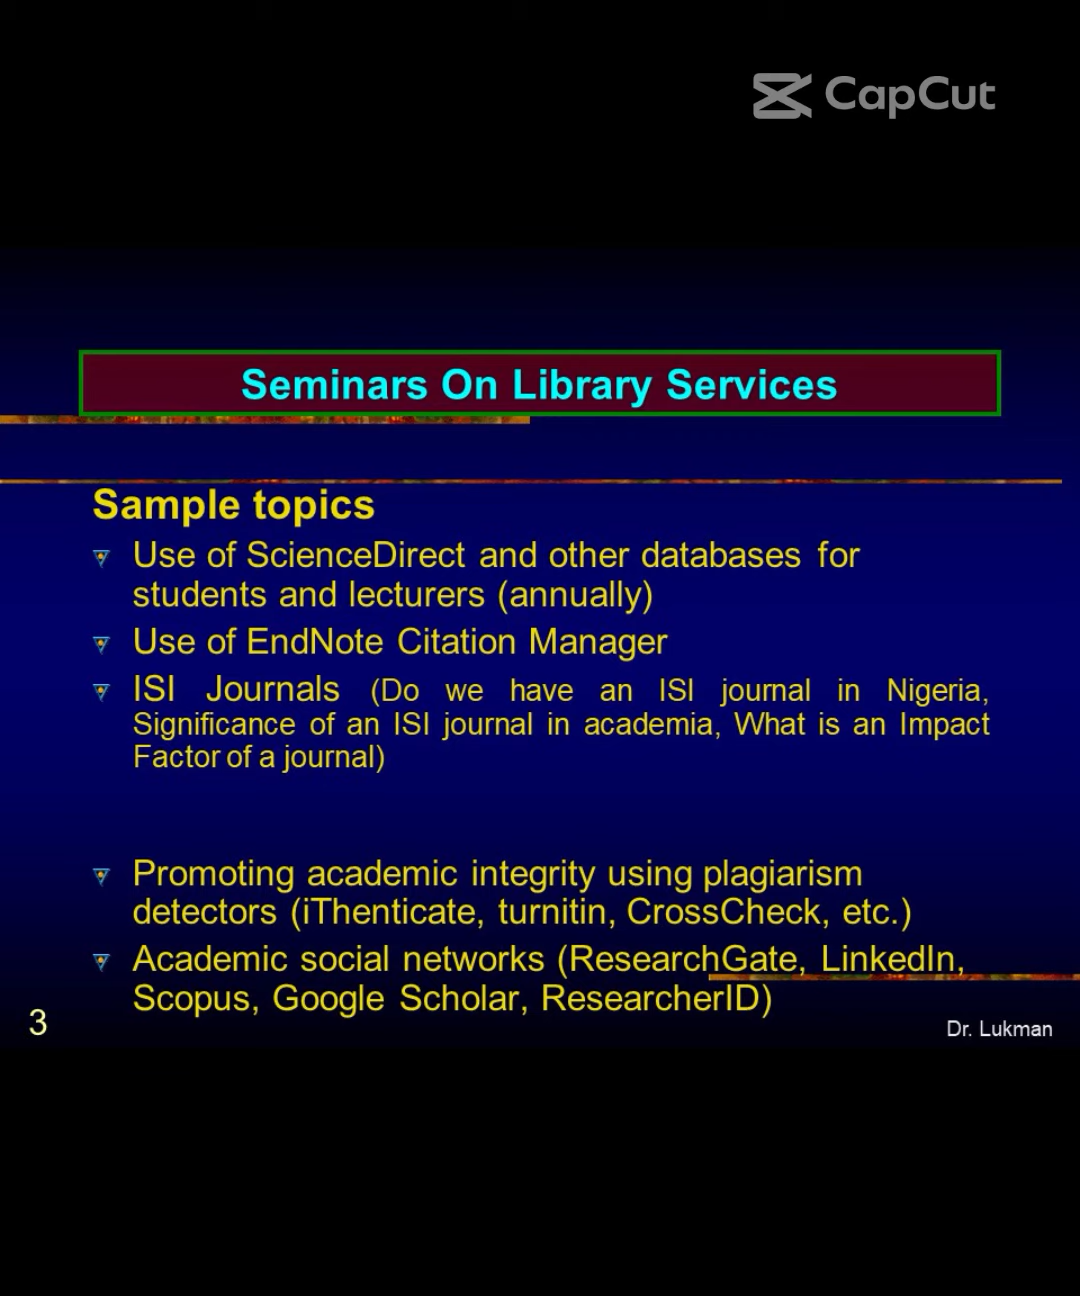 CapCut
Seminars On Library Services
Sample topics
Use of ScienceDirect and other databases for
students and lecturers (annually)
Use of EndNote Citation Manager
ISI Journals (Do we have an ISI journal in Nigeria,
Significance of an ISI journal in academia, What is an Impact
Factor of a journal)
Promoting academic integrity using plagiarism
detectors (iThenticate, turnitin, CrossCheck, etc.)
Academic social networks (ResearchGate, LinkedIn,
Scopus, Google Scholar, ResearcherID)
3
Dr. Lukman